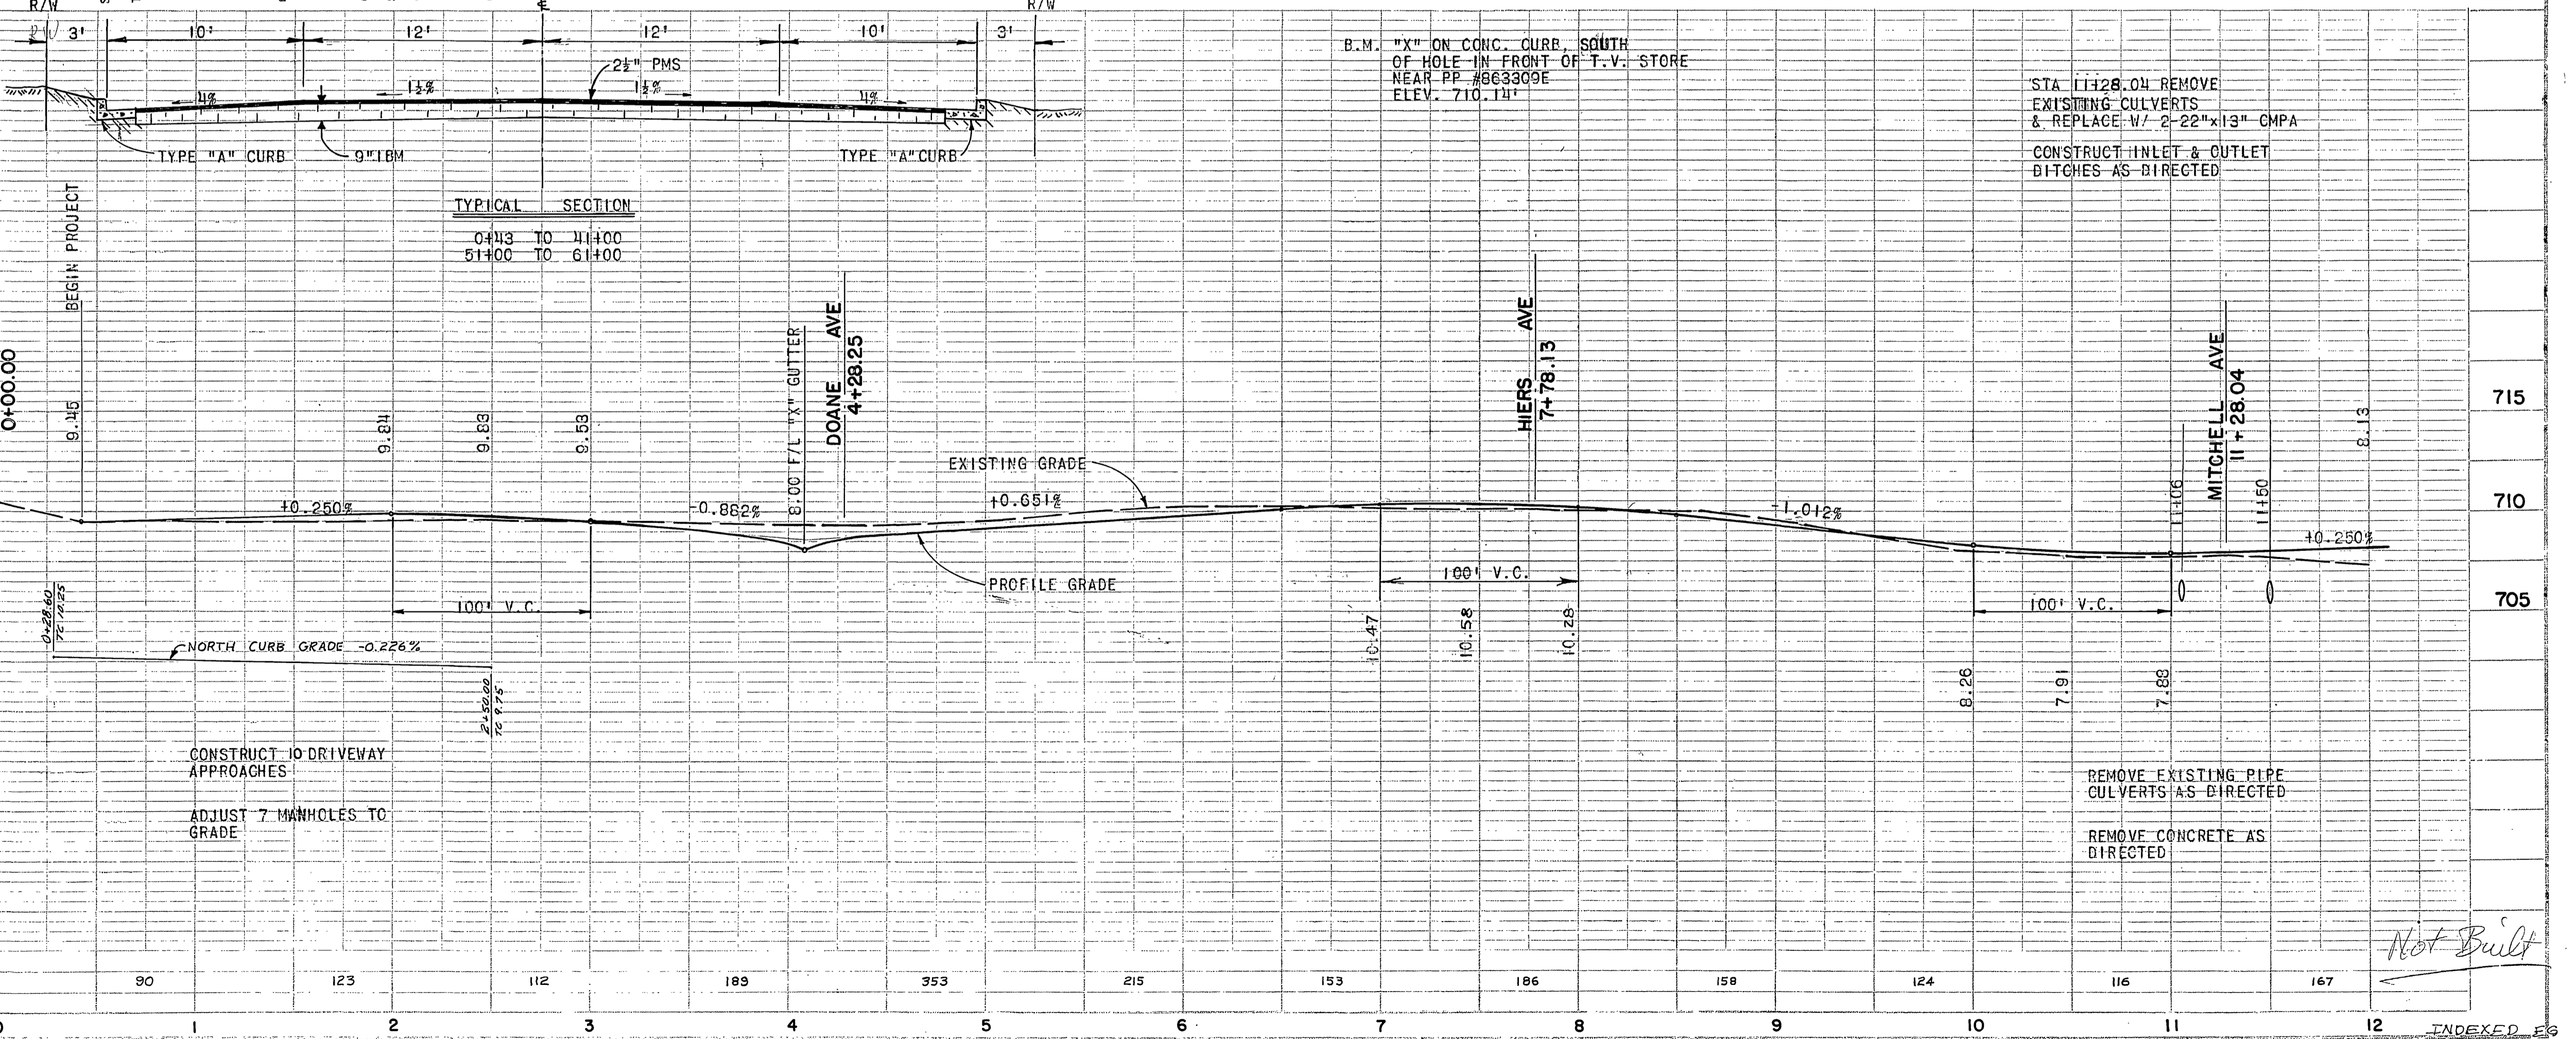 R/W
R/W
3'
10'
12'
12'
10'
3'
2½" PMS
4%
1½%
1½%
4%
TYPE "A" CURB
9" IBM
TYPE "A" CURB
TYPICAL SECTION
0+43 TO 41+00
51+00 TO 61+00
B.M. "X" ON CONC. CURB, SOUTH
OF HOLE IN FRONT OF T.V. STORE
NEAR PP #863309E
ELEV. 710.14'
STA 11+28.04 REMOVE
EXISTING CULVERTS
& REPLACE W/ 2-22"x13" CMPA
CONSTRUCT INLET & OUTLET
DITCHES AS DIRECTED
0+00.00
BEGIN PROJECT
9.45
9.84
9.83
9.53
8.00 F/L "X" GUTTER
DOANE AVE
4+28.25
HIERS AVE
7+78.13
MITCHELL AVE
11+28.04
11+06
11+50
8.13
715
710
705
+0.250%
-0.882%
+0.651%
-1.012%
+0.250%
EXISTING GRADE
PROFILE GRADE
100' V.C.
100' V.C.
100' V.C.
10.47
10.58
10.28
8.26
7.91
7.88
0+28.60
TC 10.25
NORTH CURB GRADE -0.226%
2+50.00
TC 9.75
CONSTRUCT 10 DRIVEWAY
APPROACHES
ADJUST 7 MANHOLES TO
GRADE
REMOVE EXISTING PIPE
CULVERTS AS DIRECTED
REMOVE CONCRETE AS
DIRECTED
Not Built
90 123 112 189 353 215 153 186 158 124 116 167
0 1 2 3 4 5 6 7 8 9 10 11 12
INDEXED EG